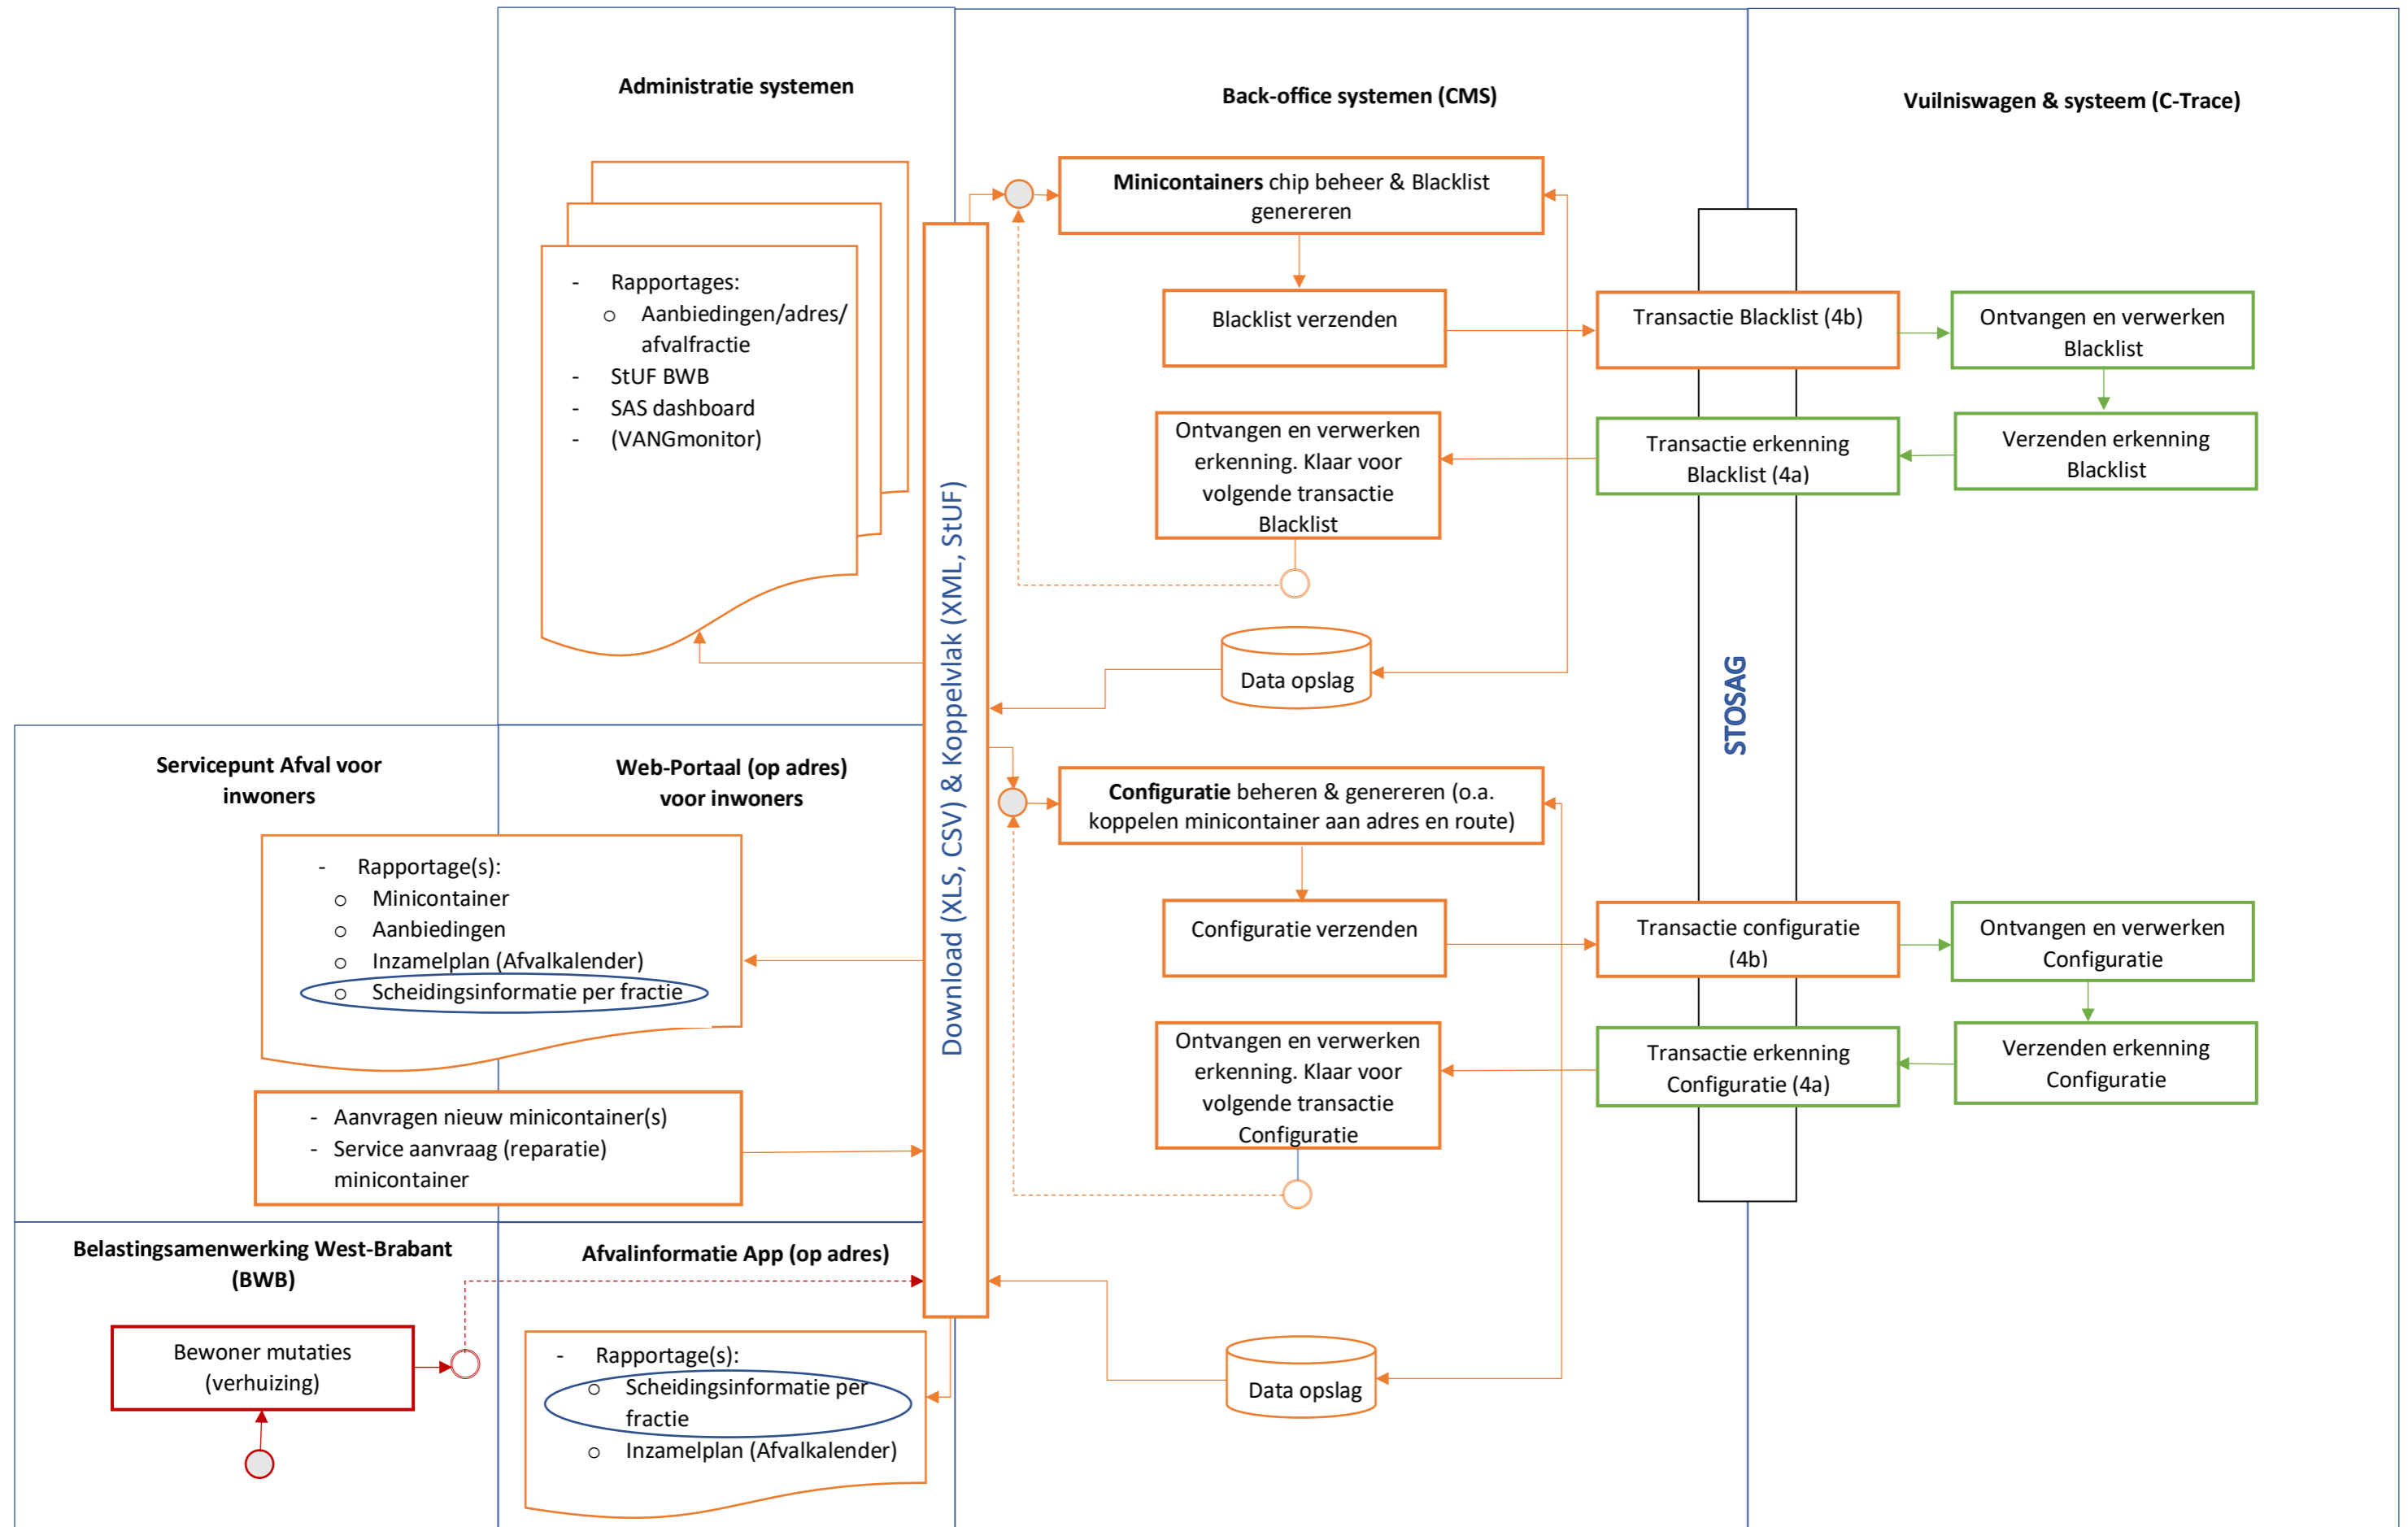 Administratie systemen
Back-office systemen (CMS)
Vuilniswagen & systeem (C-Trace)
- Rapportages:
o Aanbiedingen/adres/
afvalfractie
- StUF BWB
- SAS dashboard
- (VANGmonitor)
Download (XLS, CSV) & Koppelvlak (XML, StUF)
Minicontainers chip beheer & Blacklist
genereren
Blacklist verzenden
Transactie Blacklist (4b)
Ontvangen en verwerken
Blacklist
Ontvangen en verwerken
erkenning. Klaar voor
volgende transactie
Blacklist
Transactie erkenning
Blacklist (4a)
Verzenden erkenning
Blacklist
Data opslag
STOSAG
Servicepunt Afval voor
inwoners
Web-Portaal (op adres)
voor inwoners
- Rapportage(s):
o Minicontainer
o Aanbiedingen
o Inzamelplan (Afvalkalender)
o Scheidingsinformatie per fractie
- Aanvragen nieuw minicontainer(s)
- Service aanvraag (reparatie)
minicontainer
Configuratie beheren & genereren (o.a.
koppelen minicontainer aan adres en route)
Configuratie verzenden
Transactie configuratie
(4b)
Ontvangen en verwerken
Configuratie
Ontvangen en verwerken
erkenning. Klaar voor
volgende transactie
Configuratie
Transactie erkenning
Configuratie (4a)
Verzenden erkenning
Configuratie
Belastingsamenwerking West-Brabant
(BWB)
Bewoner mutaties
(verhuizing)
Afvalinformatie App (op adres)
- Rapportage(s):
o Scheidingsinformatie per
fractie
o Inzamelplan (Afvalkalender)
Data opslag